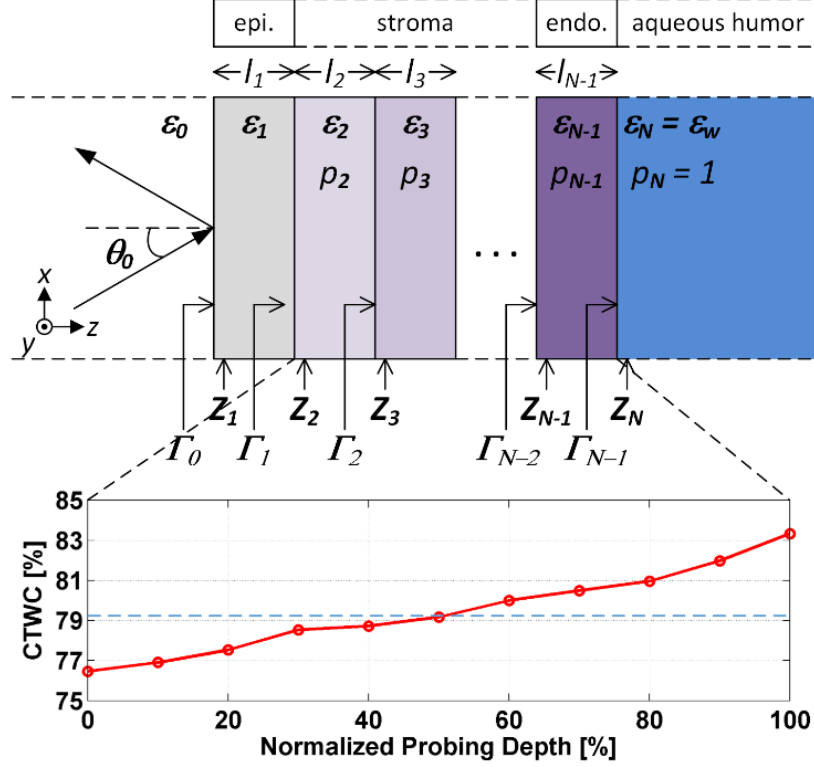 epi. stroma endo. aqueous humor
l1 l2 l3 lN-1
ε0 ε1 ε2 ε3 εN-1 εN = εw
p2 p3 pN-1 pN = 1
...
θ0
x
y z
Z1 Z2 Z3 ZN-1 ZN
Γ0 Γ1 Γ2 ΓN−2 ΓN−1
85
83
81
79
77
75
CTWC [%]
0 20 40 60 80 100
Normalized Probing Depth [%]